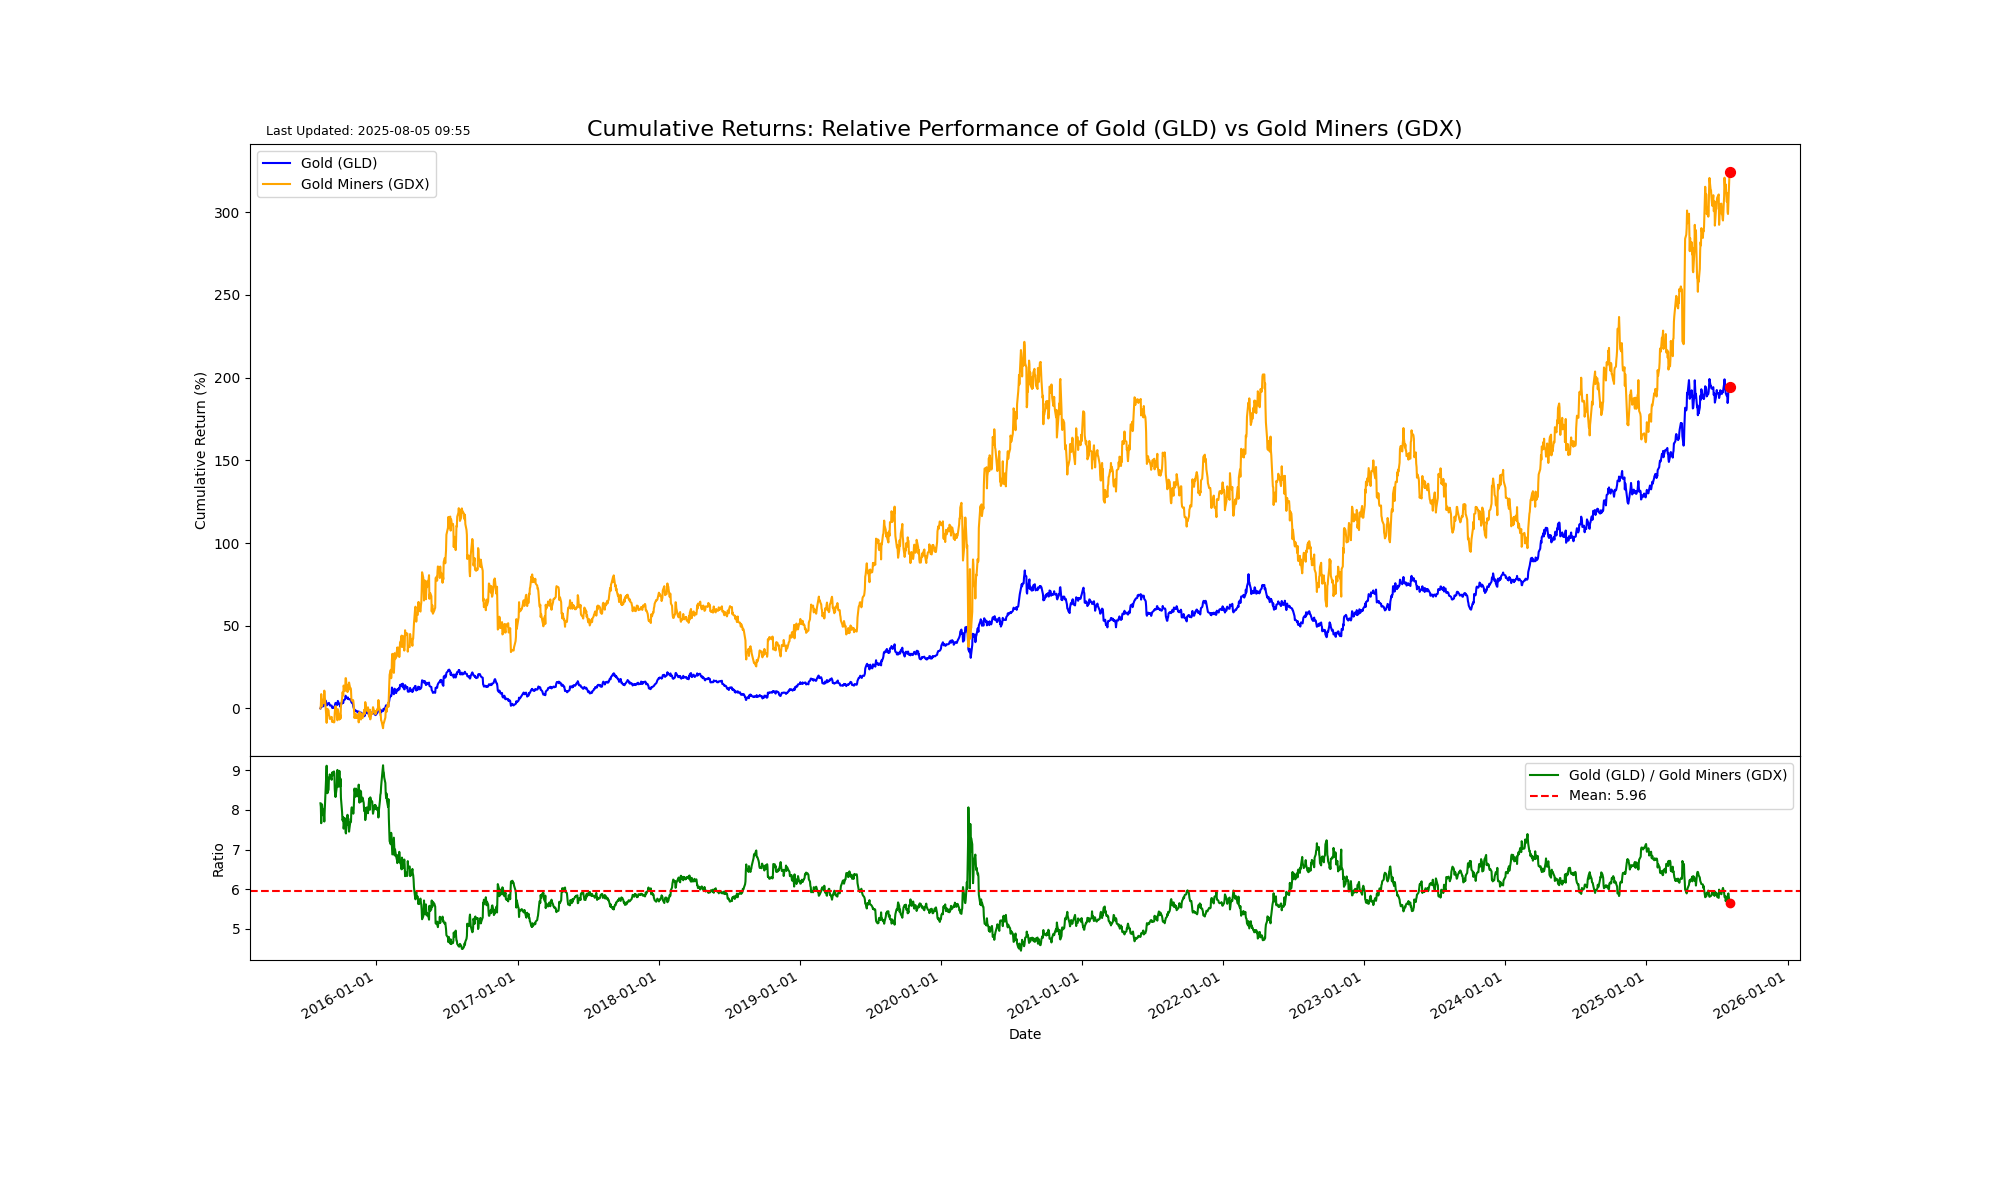 Last Updated: 2025-08-05 09:55
Cumulative Returns: Relative Performance of Gold (GLD) vs Gold Miners (GDX)
Gold (GLD)
Gold Miners (GDX)
300
250
200
150
100
50
0
Cumulative Return (%)
9
8
7
6
5
Ratio
Gold (GLD) / Gold Miners (GDX)
Mean: 5.96
2016-01-01
2017-01-01
2018-01-01
2019-01-01
2020-01-01
2021-01-01
2022-01-01
2023-01-01
2024-01-01
2025-01-01
2026-01-01
Date